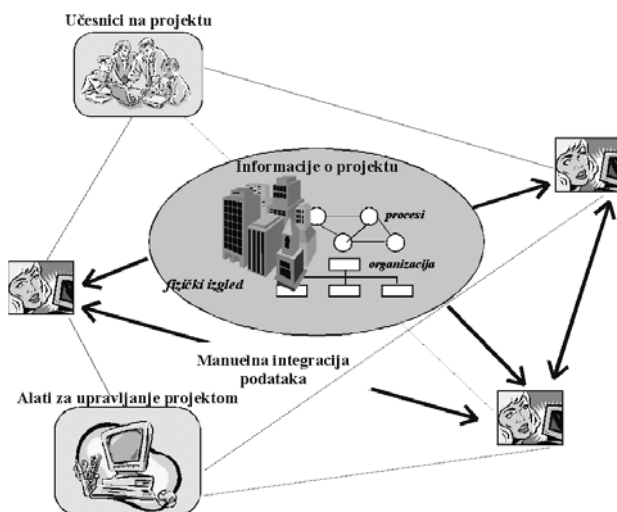 Učesnici na projektu
Informacije o projektu
procesi
organizacija
fizički izgled
Manuelna integracija
podataka
Alati za upravljanje projektom